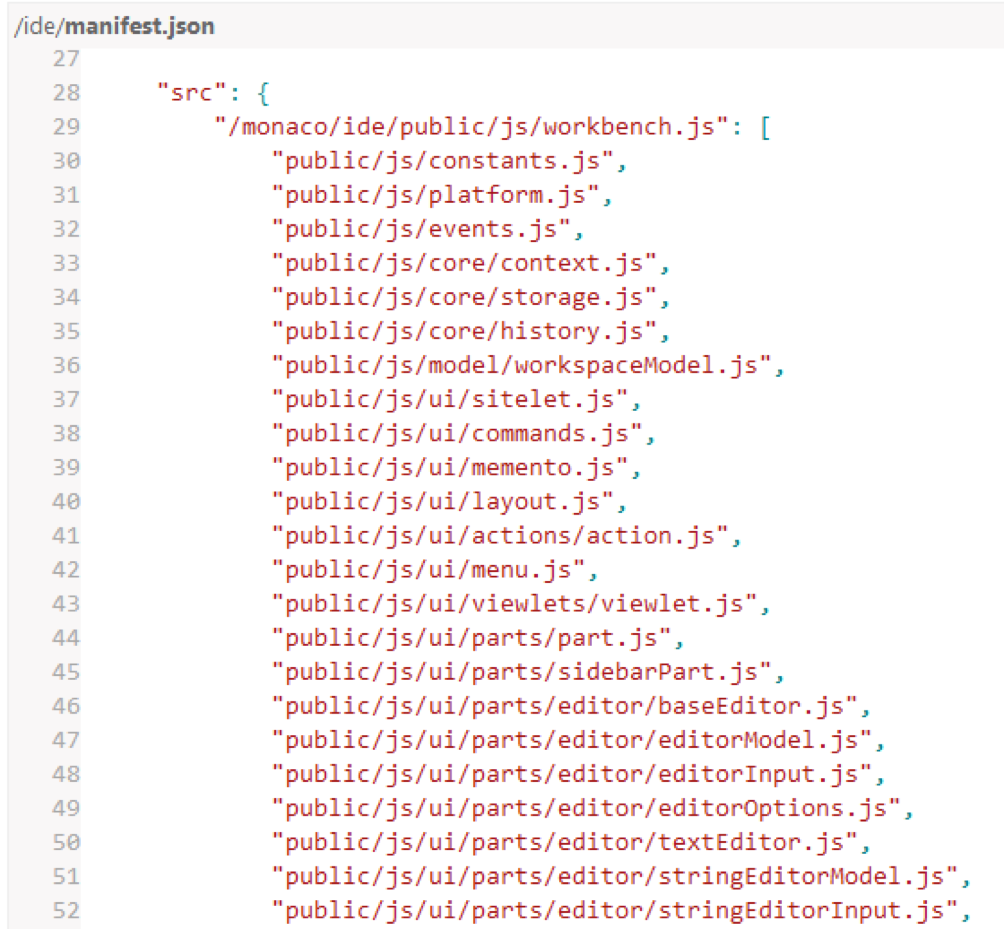 /ide/manifest.json
27
28 "src": {
29 "/monaco/ide/public/js/workbench.js": [
30 "public/js/constants.js",
31 "public/js/platform.js",
32 "public/js/events.js",
33 "public/js/core/context.js",
34 "public/js/core/storage.js",
35 "public/js/core/history.js",
36 "public/js/model/workspaceModel.js",
37 "public/js/ui/sitelet.js",
38 "public/js/ui/commands.js",
39 "public/js/ui/memento.js",
40 "public/js/ui/layout.js",
41 "public/js/ui/actions/action.js",
42 "public/js/ui/menu.js",
43 "public/js/ui/viewlets/viewlet.js",
44 "public/js/ui/parts/part.js",
45 "public/js/ui/parts/sidebarPart.js",
46 "public/js/ui/parts/editor/baseEditor.js",
47 "public/js/ui/parts/editor/editorModel.js",
48 "public/js/ui/parts/editor/editorInput.js",
49 "public/js/ui/parts/editor/editorOptions.js",
50 "public/js/ui/parts/editor/textEditor.js",
51 "public/js/ui/parts/editor/stringEditorModel.js",
52 "public/js/ui/parts/editor/stringEditorInput.js",